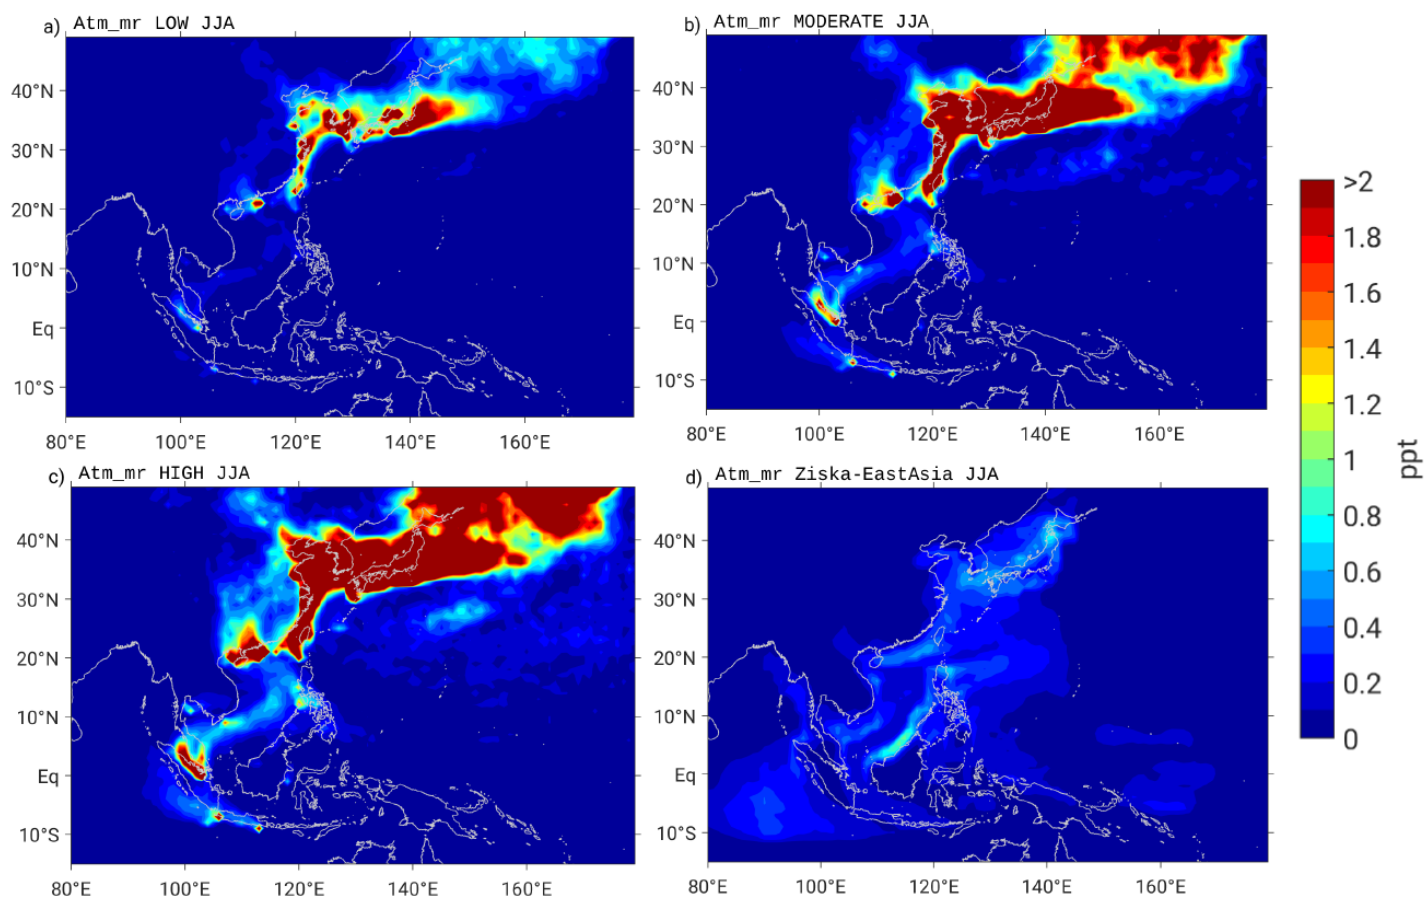 a) Atm_mr LOW JJA
40°N
30°N
20°N
10°N
Eq
10°S
80°E 100°E 120°E 140°E 160°E
b) Atm_mr MODERATE JJA
40°N
30°N
20°N
10°N
Eq
10°S
80°E 100°E 120°E 140°E 160°E
c) Atm_mr HIGH JJA
40°N
30°N
20°N
10°N
Eq
10°S
80°E 100°E 120°E 140°E 160°E
d) Atm_mr Ziska-EastAsia JJA
40°N
30°N
20°N
10°N
Eq
10°S
80°E 100°E 120°E 140°E 160°E
>2
1.8
1.6
1.4
1.2
1
0.8
0.6
0.4
0.2
0
ppt